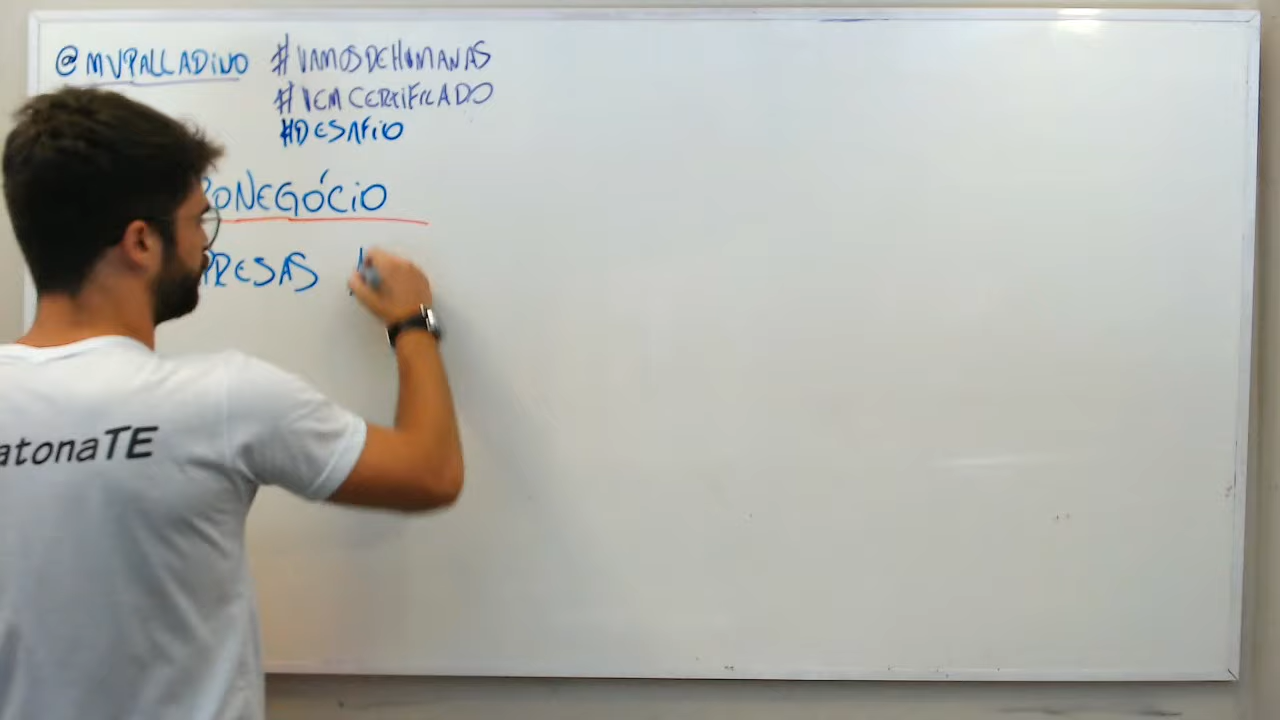 @MVPALLADINO #VAMOSDEHUMANAS
#VEMCERTIFICADO
#DESAFIO
RONEGÓCIO
PRESAS
atonaTE